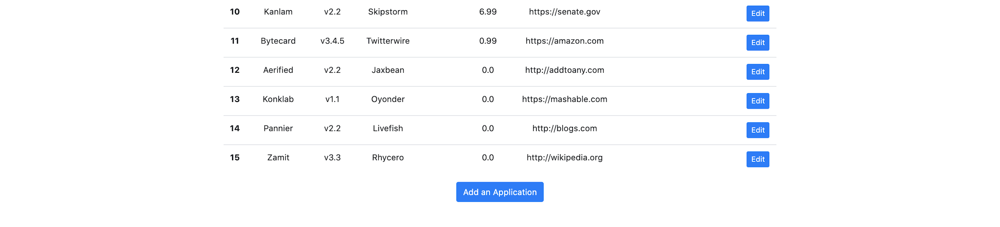 10 Kanlam v2.2 Skipstorm 6.99 https://senate.gov Edit
11 Bytecard v3.4.5 Twitterwire 0.99 https://amazon.com Edit
12 Aerified v2.2 Jaxbean 0.0 http://addtoany.com Edit
13 Konklab v1.1 Oyonder 0.0 https://mashable.com Edit
14 Pannier v2.2 Livefish 0.0 http://blogs.com Edit
15 Zamit v3.3 Rhycero 0.0 http://wikipedia.org Edit
Add an Application